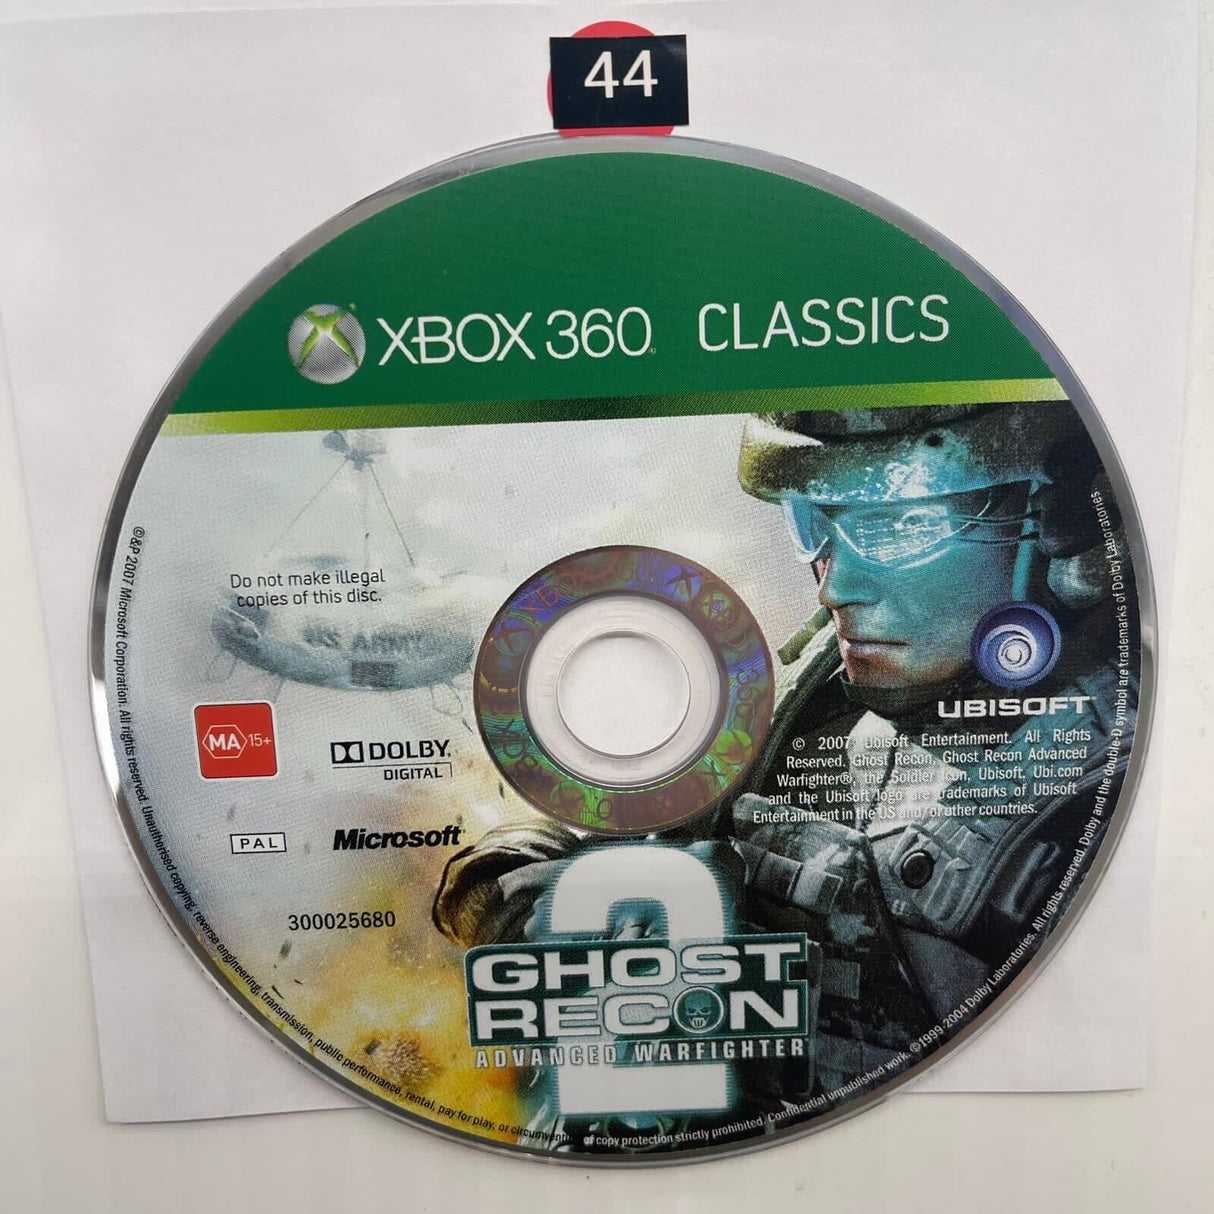 44
XBOX 360 CLASSICS
Do not make illegal
copies of this disc.
US ARMY
MA 15+
DOLBY
DIGITAL
PAL
Microsoft
300025680
UBISOFT
© 2007 Ubisoft Entertainment. All Rights
Reserved. Ghost Recon, Ghost Recon Advanced
Warfighter®, the Soldier Icon, Ubisoft, Ubi.com
and the Ubisoft logo are trademarks of Ubisoft
Entertainment in the US and/or other countries.
2
GHOST
RECON
ADVANCED WARFIGHTER
©&℗ 2007 Microsoft Corporation. All rights reserved. Unauthorised copying, reverse engineering, transmission, public performance, rental, pay for play, or circumvention of copy protection strictly prohibited. Confidential unpublished work. ©1999-2004 Dolby Laboratories. All rights reserved. Dolby and the double-D symbol are trademarks of Dolby Laboratories.